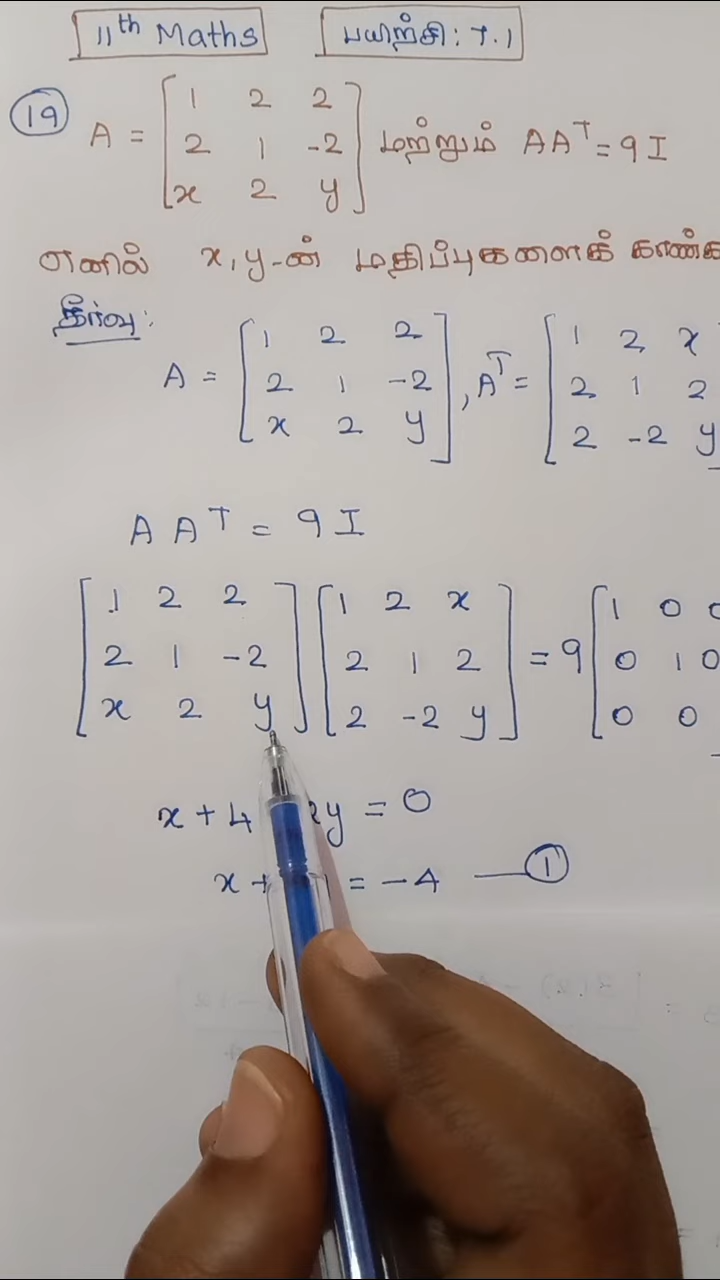 11th Maths
பயிற்சி: 7.1
19
A = [1 2 2
2 1 -2
x 2 y] மற்றும் AAᵀ = 9I
எனில் x, y-ன் மதிப்புகளைக் காண்க
தீர்வு:
A = [1 2 2
2 1 -2
x 2 y], Aᵀ = [1 2 x
2 1 2
2 -2 y
A Aᵀ = 9I
[1 2 2] [1 2 x] = 9 [1 0 0
[2 1 -2] [2 1 2] [0 1 0
[x 2 y] [2 -2 y] [0 0
x + 4 2y = 0
x + = -4 — 1